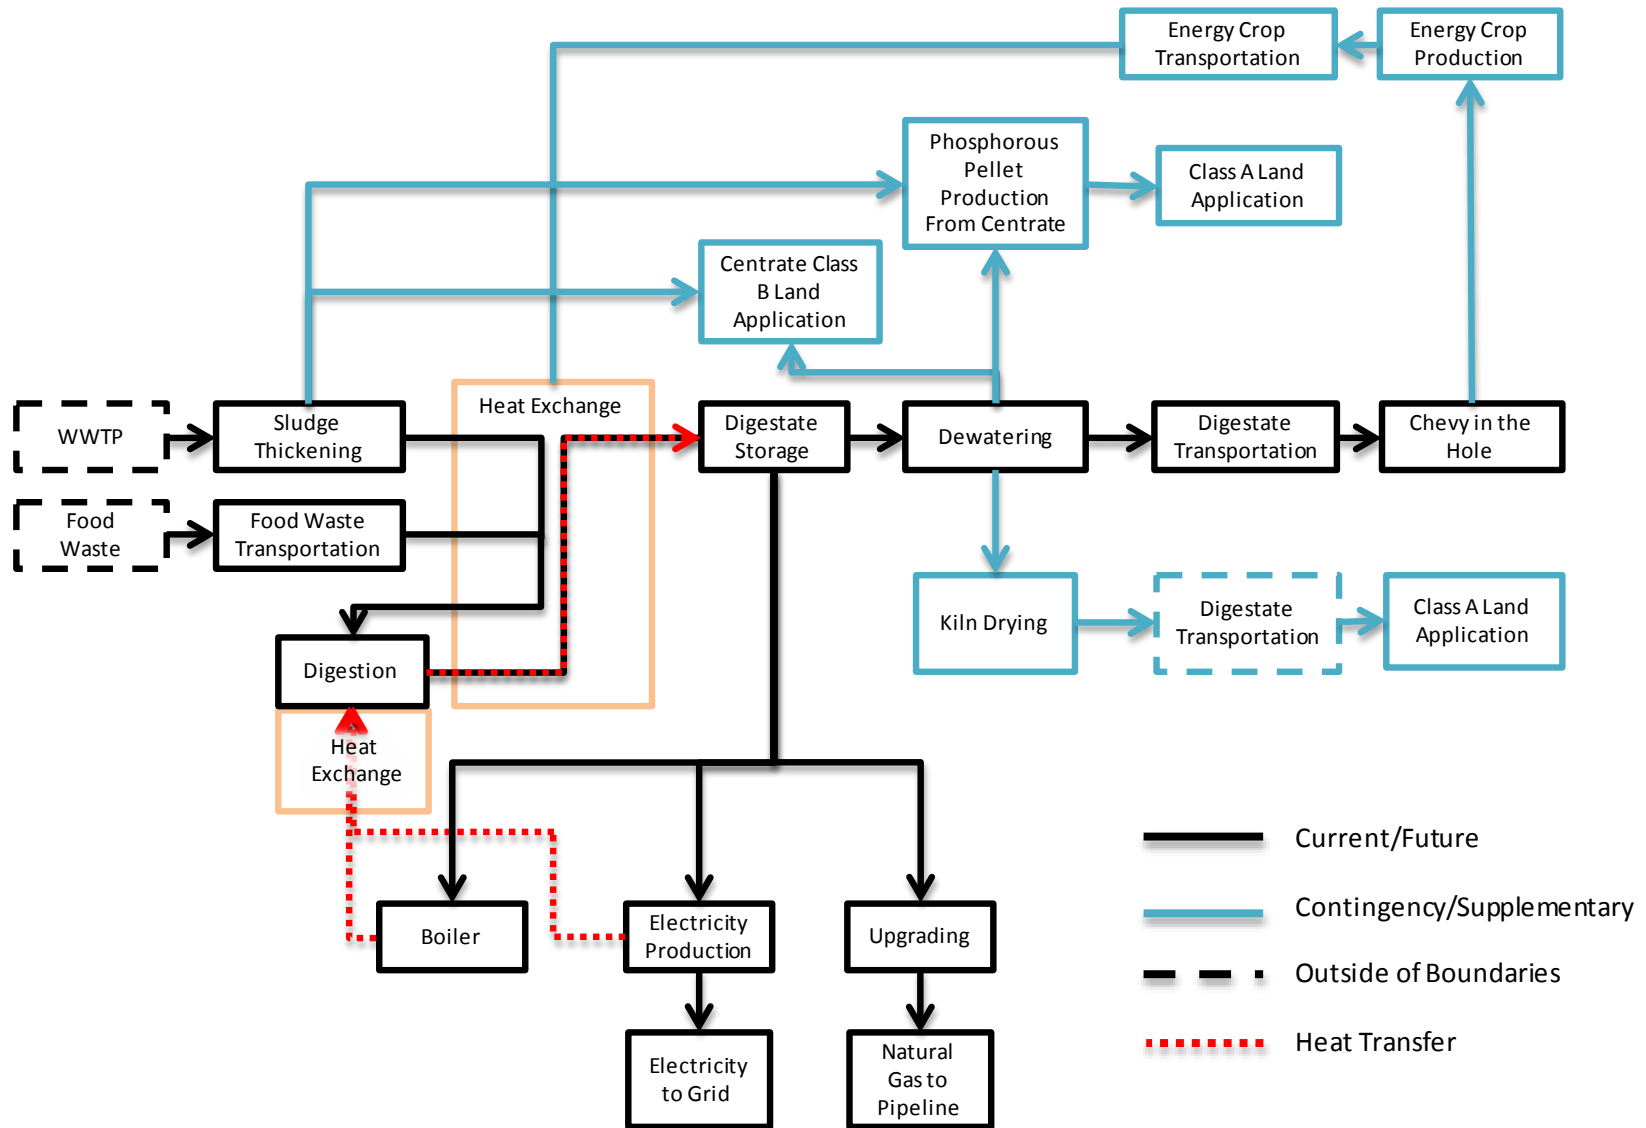 Energy Crop
Transportation
Energy Crop
Production
Phosphorous
Pellet
Production
From Centrate
Class A Land
Application
Centrate Class
B Land
Application
WWTP
Sludge
Thickening
Heat Exchange
Digestate
Storage
Dewatering
Digestate
Transportation
Chevy in the
Hole
Food
Waste
Food Waste
Transportation
Kiln Drying
Digestate
Transportation
Class A Land
Application
Digestion
Heat
Exchange
Boiler
Electricity
Production
Upgrading
Electricity
to Grid
Natural
Gas to
Pipeline
Current/Future
Contingency/Supplementary
Outside of Boundaries
Heat Transfer